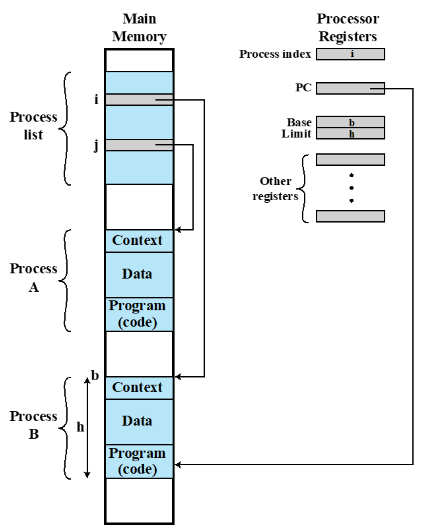 Main
Memory
Processor
Registers
Process index
i
PC
i
Process
list
Base
b
Limit
h
j
Other
registers
Context
Process
A
Data
Program
(code)
b
Context
Process
B
h
Data
Program
(code)